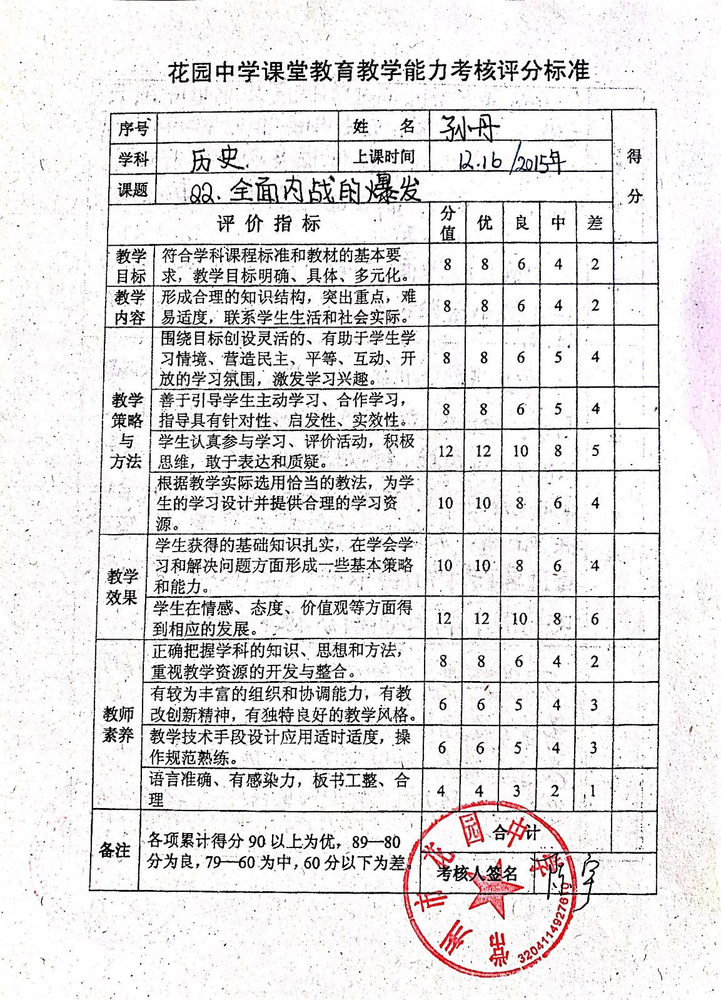 花园中学课堂教育教学能力考核评分标准
序号 姓 名 孙丹 得分
学科 历史. 上课时间 12.16/2015年
课题 22.全面内战的爆发
评 价 指 标 分值 优 良 中 差
教学目标 符合学科课程标准和教材的基本要
求，教学目标明确、具体、多元化。 8 8 6 4 2
教学内容 形成合理的知识结构，突出重点，难
易适度，联系学生生活和社会实际。 8 8 6 4 2
教学策略与方法 围绕目标创设灵活的、有助于学生学
习情境、营造民主、平等、互动、开
放的学习氛围，激发学习兴趣。 8 8 6 5 4
善于引导学生主动学习、合作学习，
指导具有针对性、启发性、实效性。 8 8 6 5 4
学生认真参与学习、评价活动，积极
思维，敢于表达和质疑。 12 12 10 8 5
根据教学实际选用恰当的教法，为学
生的学习设计并提供合理的学习资
源。 10 10 8 6 4
教学效果 学生获得的基础知识扎实，在学会学
习和解决问题方面形成一些基本策略
和能力。 10 10 8 6 4
学生在情感、态度、价值观等方面得
到相应的发展。 12 12 10 8 6
教师素养 正确把握学科的知识、思想和方法，
重视教学资源的开发与整合。 8 8 6 4 2
有较为丰富的组织和协调能力，有教
改创新精神，有独特良好的教学风格。 6 6 5 4 3
教学技术手段设计应用适时适度，操
作规范熟练。 6 6 5 4 3
语言准确、有感染力，板书工整、合
理 4 4 3 2 1
备注 各项累计得分 90 以上为优，89—80
分为良，79—60 为中，60 分以下为差。
合 计
考核人签名
常州市花园中学
3204114927619